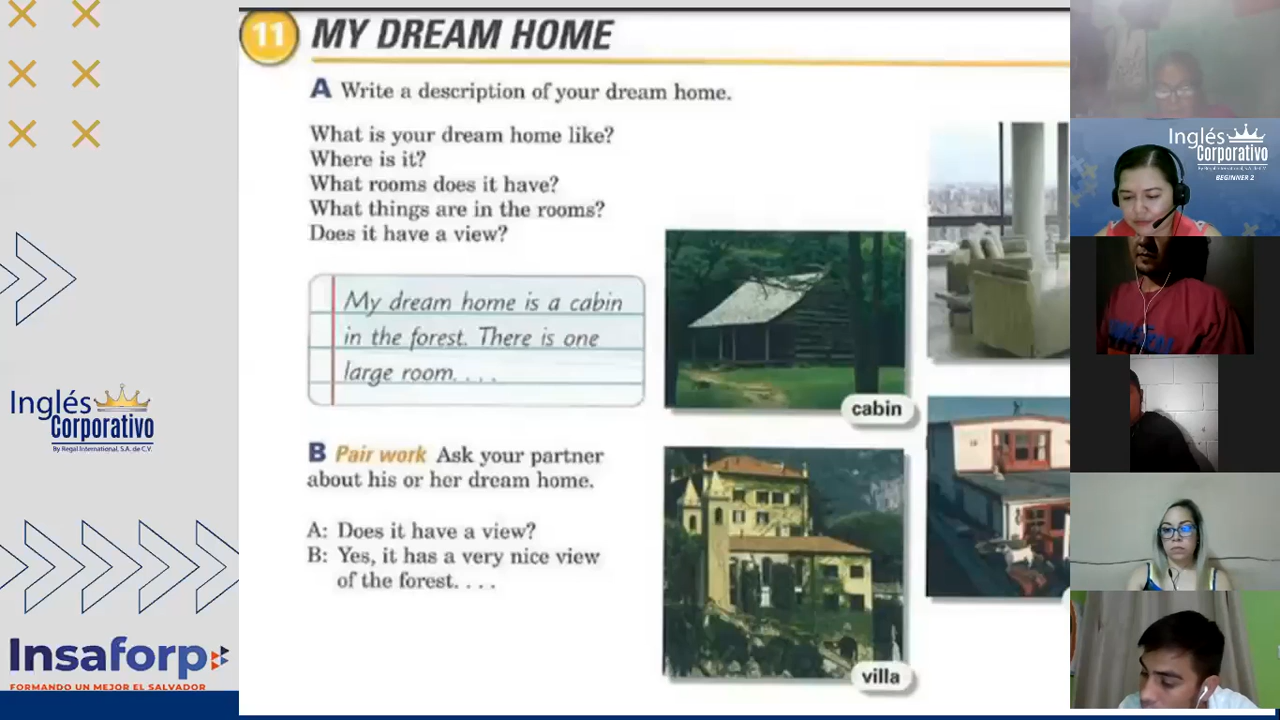 11 MY DREAM HOME
A Write a description of your dream home.
What is your dream home like?
Where is it?
What rooms does it have?
What things are in the rooms?
Does it have a view?
My dream home is a cabin
in the forest. There is one
large room. . . .
B Pair work Ask your partner
about his or her dream home.
A: Does it have a view?
B: Yes, it has a very nice view
of the forest. . . .
cabin
villa
Inglés
Corporativo
By Regal International, S.A. de C.V.
Insaforp
FORMANDO UN MEJOR EL SALVADOR
Inglés
Corporativo
By Regal International, S.A. de C.V.
BEGINNER 2